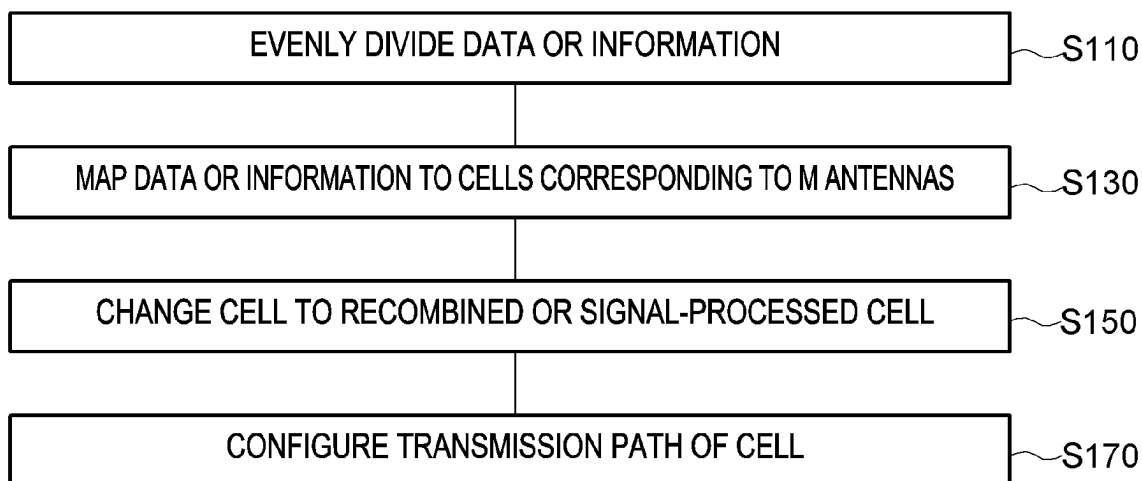 EVENLY DIVIDE DATA OR INFORMATION
S110
MAP DATA OR INFORMATION TO CELLS CORRESPONDING TO M ANTENNAS
S130
CHANGE CELL TO RECOMBINED OR SIGNAL-PROCESSED CELL
S150
CONFIGURE TRANSMISSION PATH OF CELL
S170